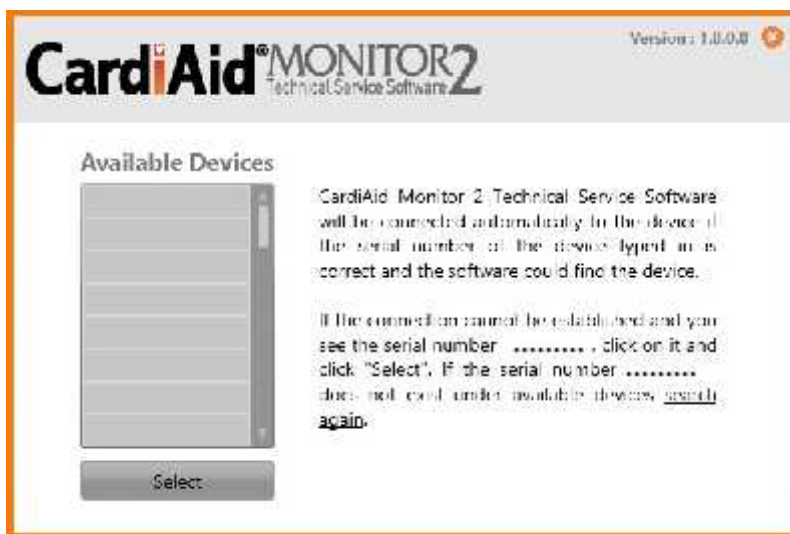 CardiAid® MONITOR2
Technical Service Software
Version : 1.0.0.0
Available Devices
CardiAid Monitor 2 Technical Service Software
will be connected automatically to the device if
the serial number of the device typed in is
correct and the software could find the device.
If the connection cannot be established and you
see the serial number ........., click on it and
click "Select". If the serial number .........
does not exist under available devices search
again.
Select